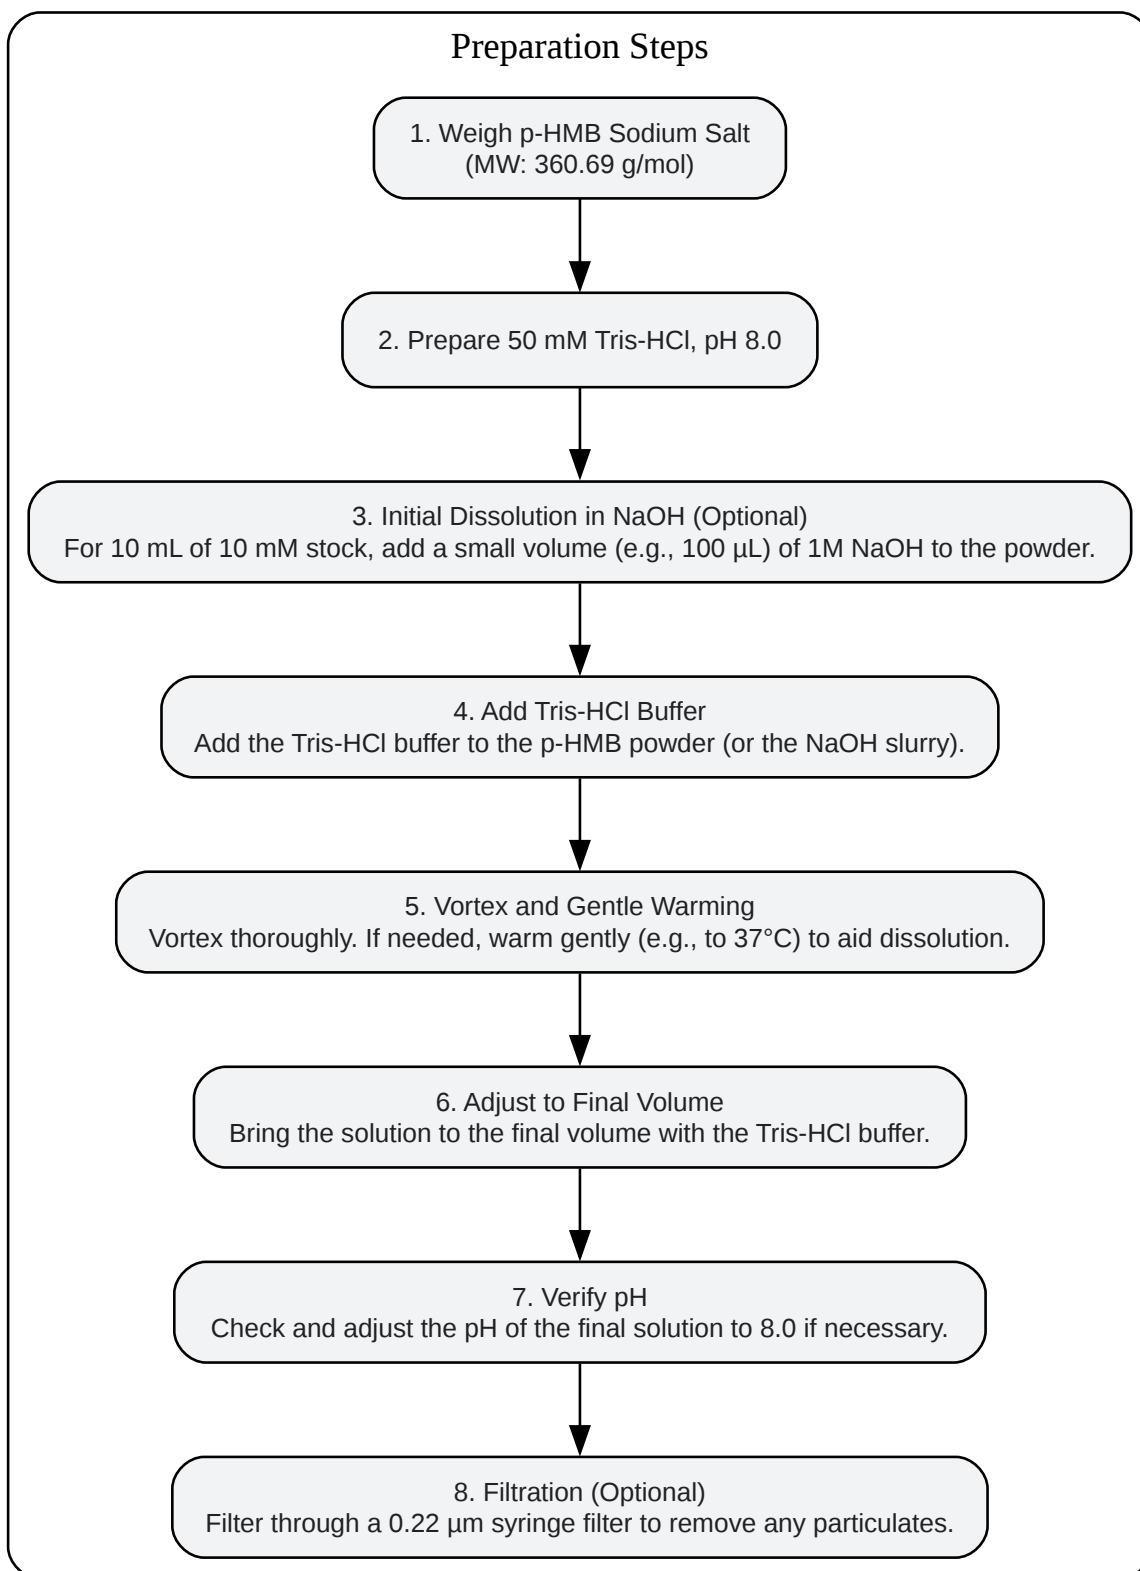 Preparation Steps
1. Weigh p-HMB Sodium Salt
(MW: 360.69 g/mol)
2. Prepare 50 mM Tris-HCl, pH 8.0
3. Initial Dissolution in NaOH (Optional)
For 10 mL of 10 mM stock, add a small volume (e.g., 100 µL) of 1M NaOH to the powder.
4. Add Tris-HCl Buffer
Add the Tris-HCl buffer to the p-HMB powder (or the NaOH slurry).
5. Vortex and Gentle Warming
Vortex thoroughly. If needed, warm gently (e.g., to 37°C) to aid dissolution.
6. Adjust to Final Volume
Bring the solution to the final volume with the Tris-HCl buffer.
7. Verify pH
Check and adjust the pH of the final solution to 8.0 if necessary.
8. Filtration (Optional)
Filter through a 0.22 µm syringe filter to remove any particulates.